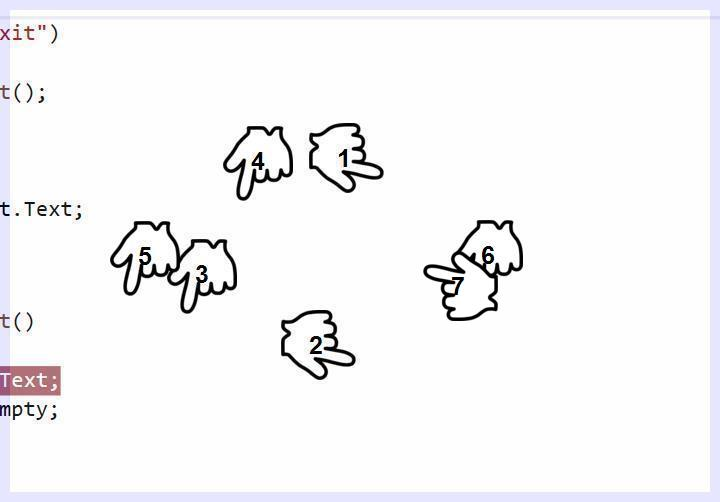 xit")
t();
4 1
t.Text;
5 3 6
7
t()
2
Text;
mpty;